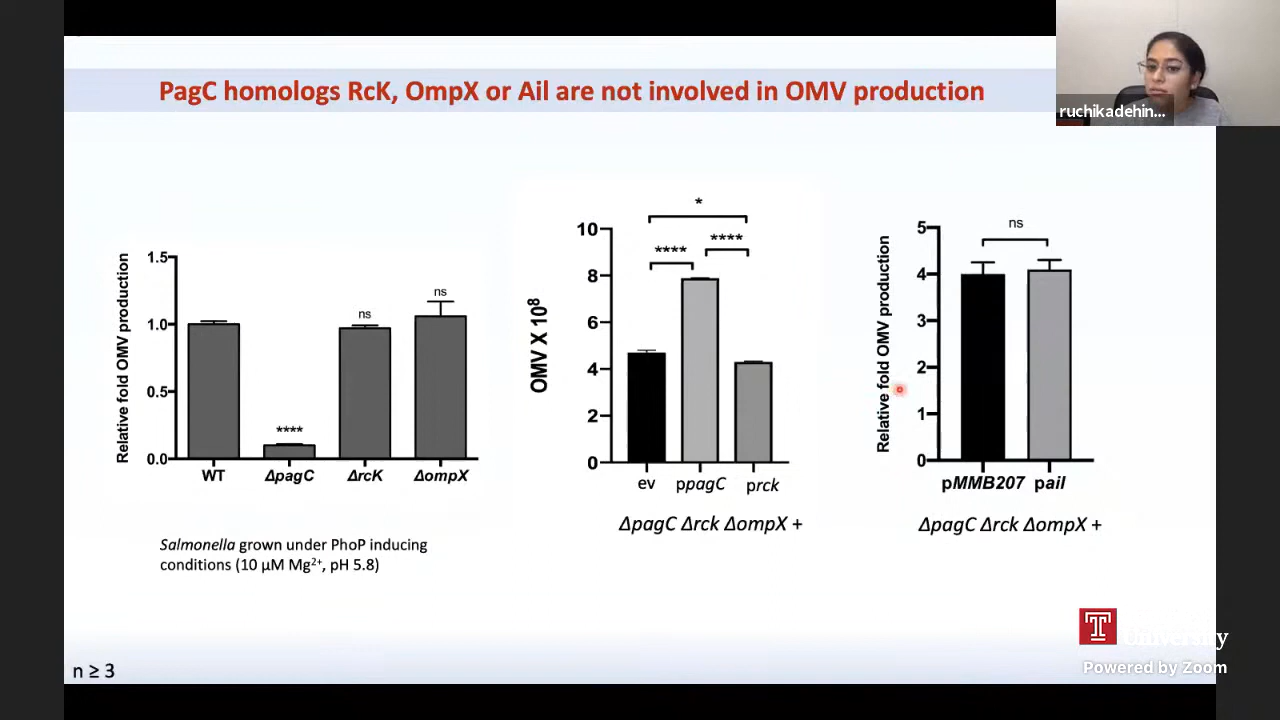 PagC homologs RcK, OmpX or Ail are not involved in OMV production
ruchikadehin...
Relative fold OMV production
1.5
1.0
0.5
0.0
ns
ns
****
WT
ΔpagC
ΔrcK
ΔompX
Salmonella grown under PhoP inducing
conditions (10 µM Mg2+, pH 5.8)
OMV X 10⁸
10
8
6
4
2
0
*
****
****
ev
ppagC
prck
ΔpagC Δrck ΔompX +
Relative fold OMV production
5
4
3
2
1
0
ns
pMMB207
pail
ΔpagC Δrck ΔompX +
n ≥ 3
T
University
Powered by Zoom